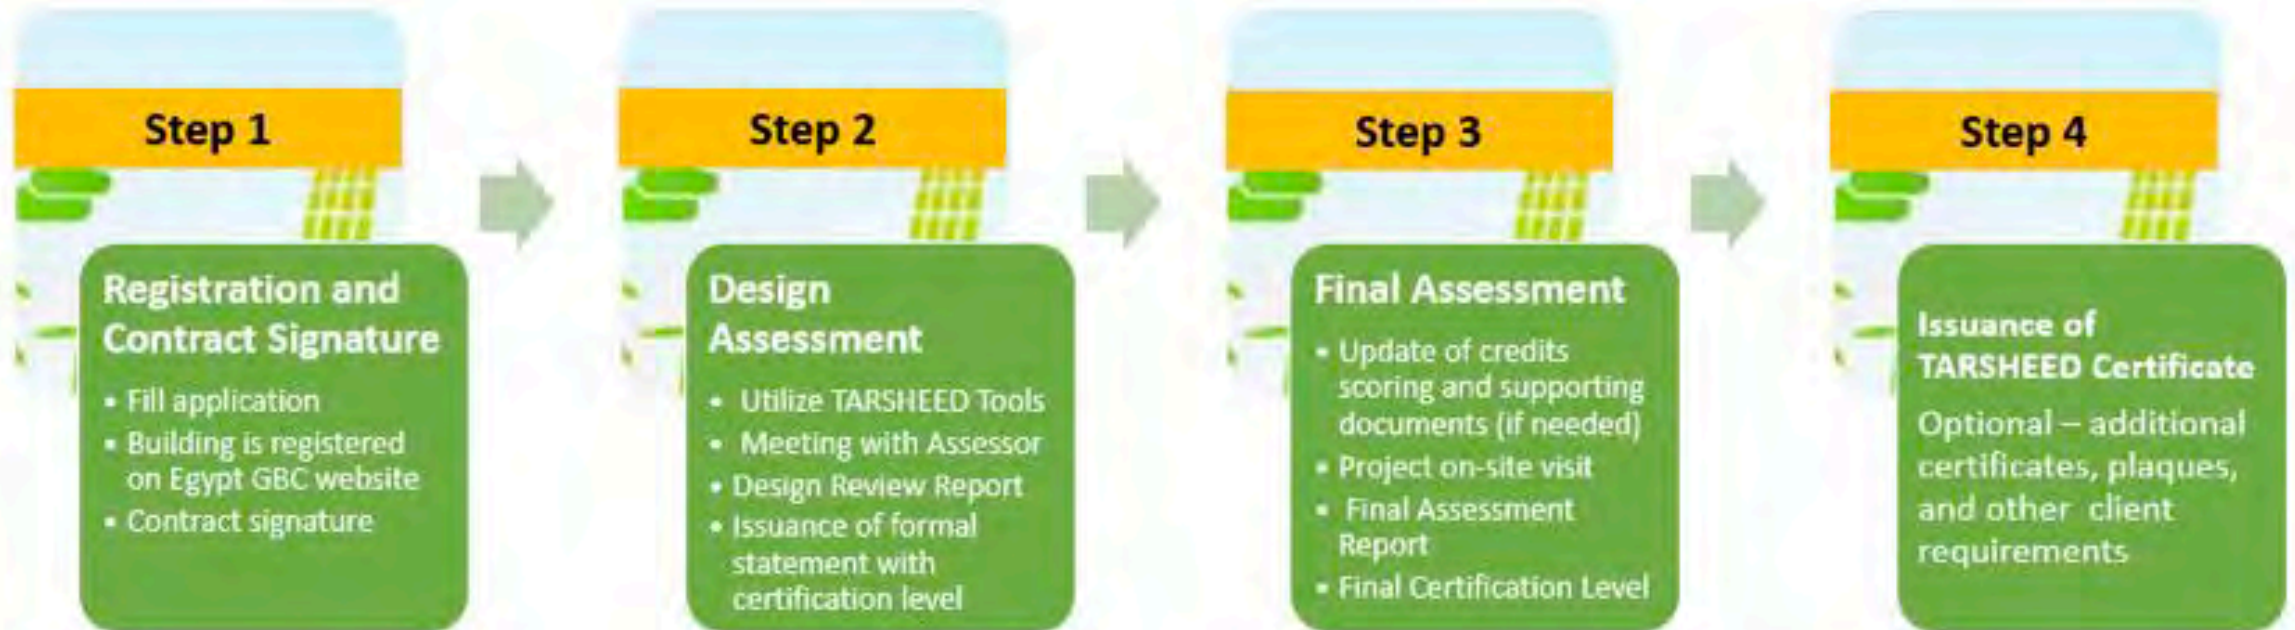 Step 1
Registration and
Contract Signature
• Fill application
• Building is registered
on Egypt GBC website
• Contract signature
Step 2
Design
Assessment
• Utilize TARSHEED Tools
• Meeting with Assessor
• Design Review Report
• Issuance of formal
statement with
certification level
Step 3
Final Assessment
• Update of credits
scoring and supporting
documents (if needed)
• Project on-site visit
• Final Assessment
Report
• Final Certification Level
Step 4
Issuance of
TARSHEED Certificate
Optional – additional
certificates, plaques,
and other client
requirements